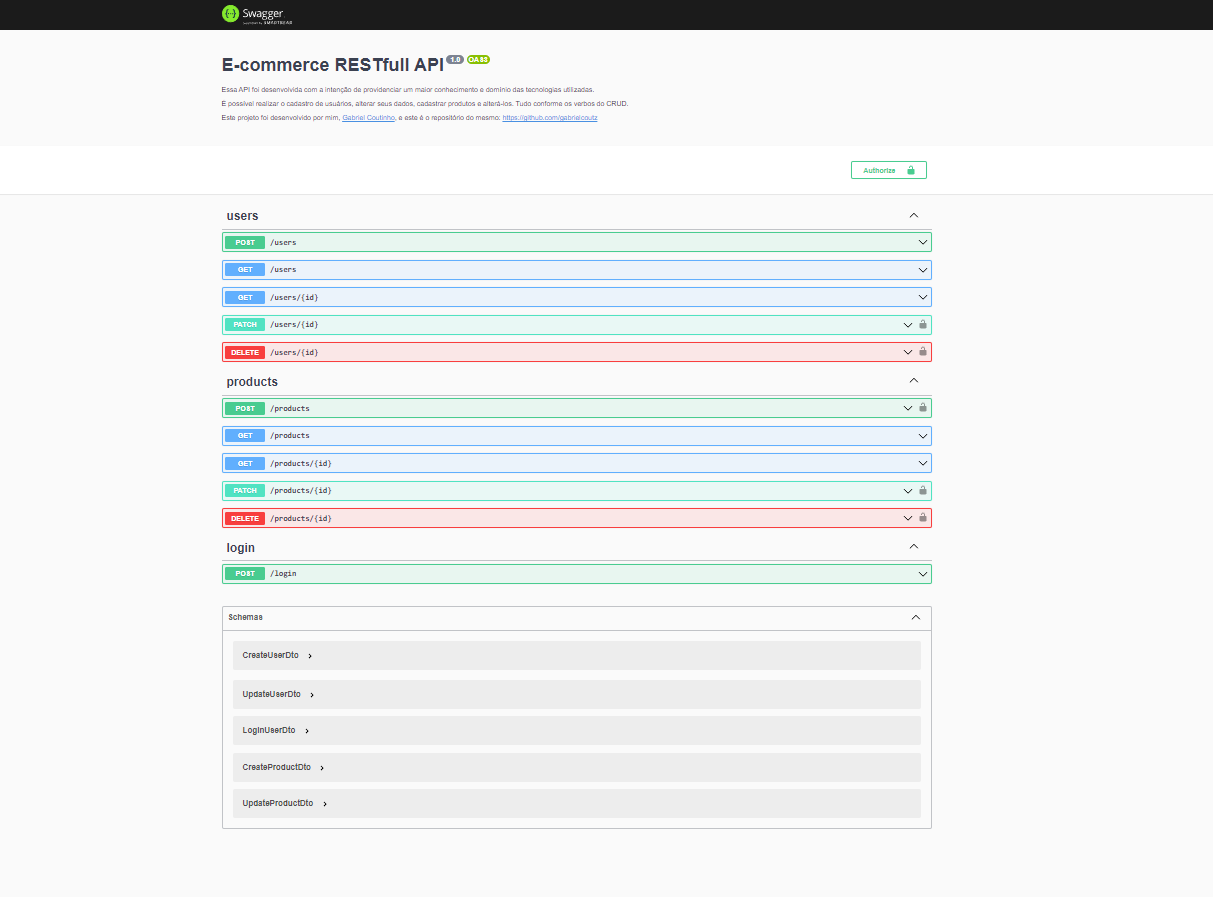 Swagger
Supported by SMARTBEAR
E-commerce RESTfull API 1.0 OAS3
Essa API foi desenvolvida com a intenção de providenciar um maior conhecimento e domínio das tecnologias utilizadas.
É possível realizar o cadastro de usuários, alterar seus dados, cadastrar produtos e alterá-los. Tudo conforme os verbos do CRUD.
Este projeto foi desenvolvido por mim, Gabriel Coutinho, e este é o repositório do mesmo: https://github.com/gabrielcoutz
Authorize
users
POST /users
GET /users
GET /users/{id}
PATCH /users/{id}
DELETE /users/{id}
products
POST /products
GET /products
GET /products/{id}
PATCH /products/{id}
DELETE /products/{id}
login
POST /login
Schemas
CreateUserDto
UpdateUserDto
LoginUserDto
CreateProductDto
UpdateProductDto